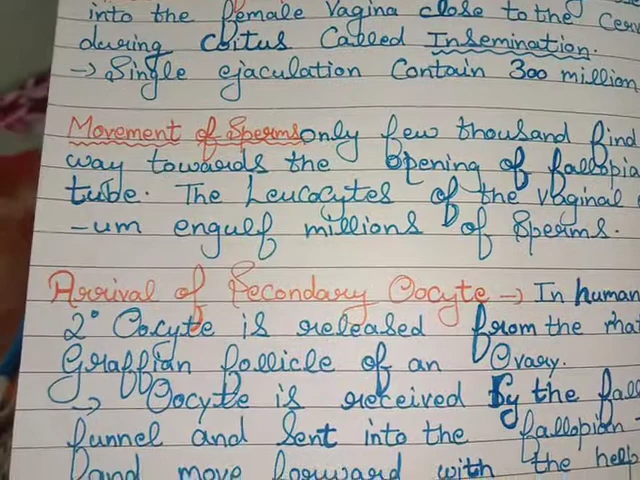 into the female vagina close to the Cerv
during Coitus Called Insemination.
→ Single ejaculation Contain 300 million
Movement of Sperms only few thousand find
way towards the opening of fallopia
tube. The Leucocytes of the vaginal
-um engulf millions of Sperms.
Arrival of Secondary Oocyte → In human
2° Oocyte is released from the mat
Graffian follicle of an Ovary.
→ Oocyte is received by the fall
funnel and Sent into the fallopian
and move forward with the help